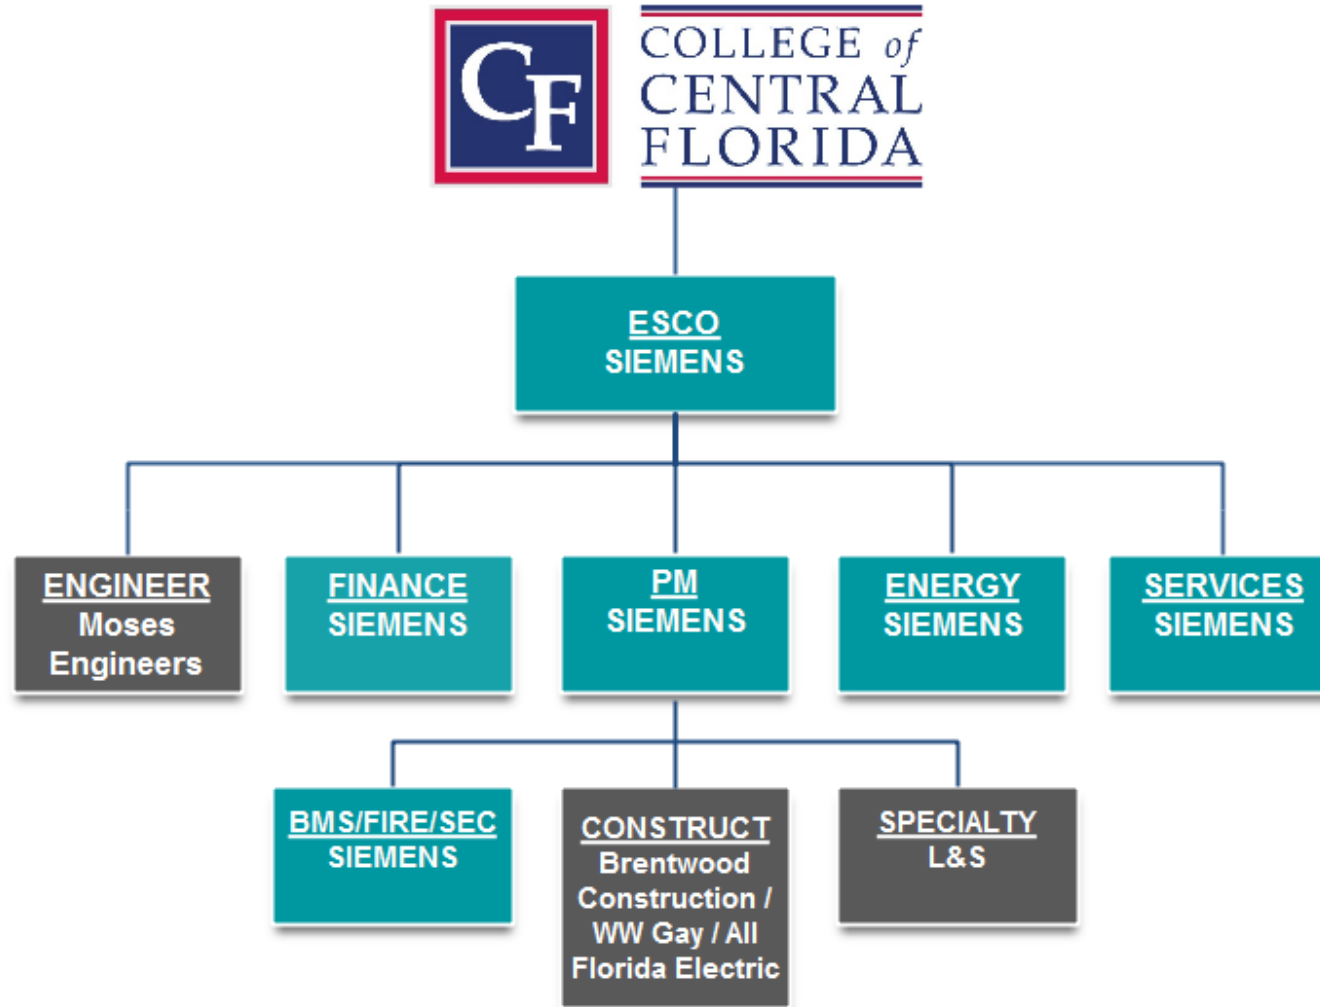 CF
COLLEGE of
CENTRAL
FLORIDA
ESCO
SIEMENS
ENGINEER
Moses
Engineers
FINANCE
SIEMENS
PM
SIEMENS
ENERGY
SIEMENS
SERVICES
SIEMENS
BMS/FIRE/SEC
SIEMENS
CONSTRUCT
Brentwood
Construction /
WW Gay / All
Florida Electric
SPECIALTY
L&S